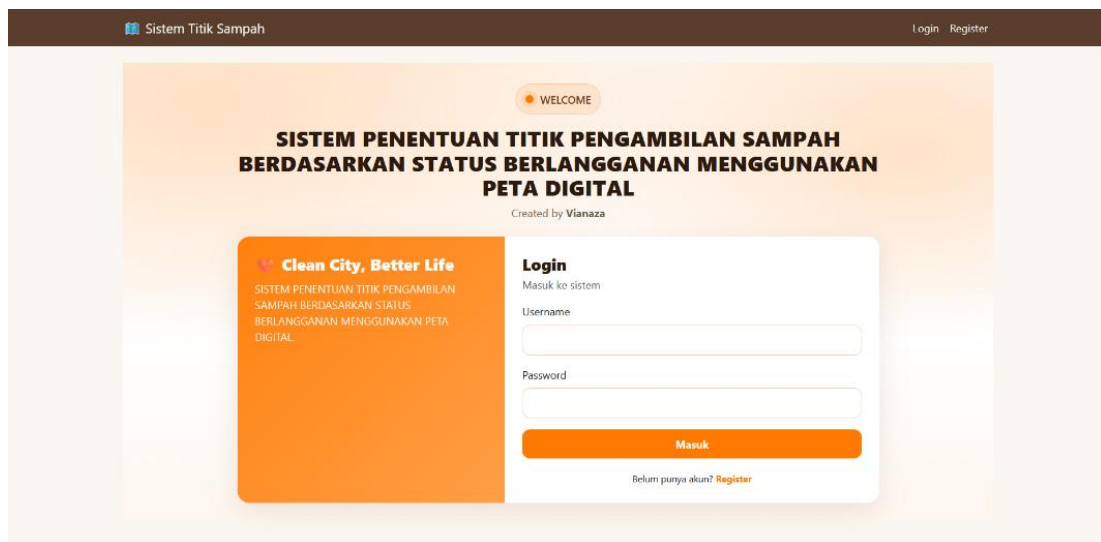 Sistem Titik Sampah
Login Register
WELCOME
SISTEM PENENTUAN TITIK PENGAMBILAN SAMPAH
BERDASARKAN STATUS BERLANGGANAN MENGGUNAKAN
PETA DIGITAL
Created by Vianaza
Clean City, Better Life
SISTEM PENENTUAN TITIK PENGAMBILAN
SAMPAH BERDASARKAN STATUS
BERLANGGANAN MENGGUNAKAN PETA
DIGITAL.
Login
Masuk ke sistem
Username
Password
Masuk
Belum punya akun? Register